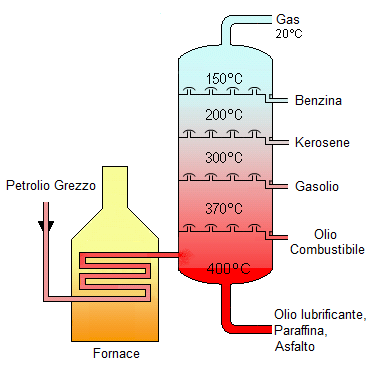 Gas
20°C
150°C
Benzina
200°C
Kerosene
300°C
Petrolio Grezzo
Gasolio
370°C
Olio
Combustibile
400°C
Olio lubrificante,
Paraffina,
Asfalto
Fornace